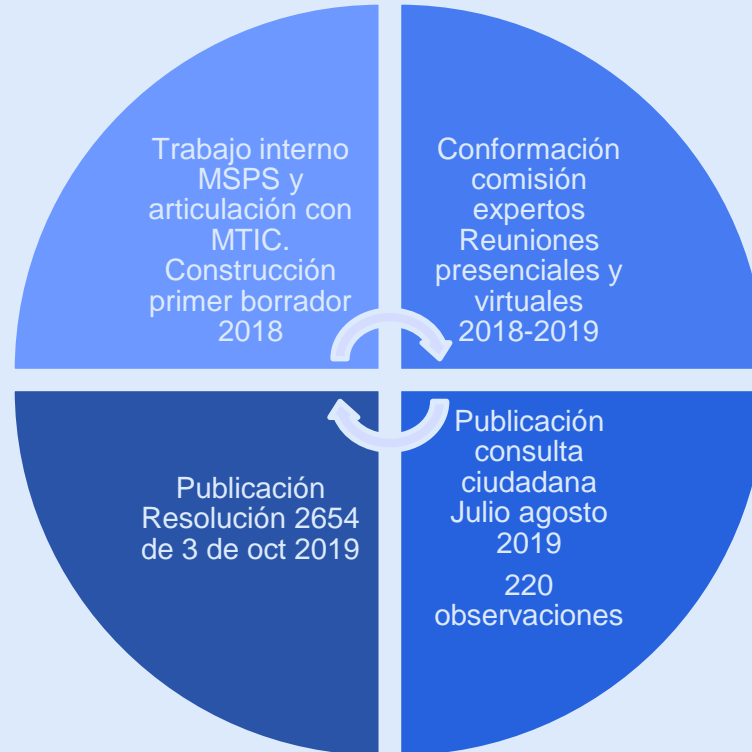 Trabajo interno
MSPS y
articulación con
MTIC.
Construcción
primer borrador
2018
Conformación
comisión
expertos
Reuniones
presenciales y
virtuales
2018-2019
Publicación
consulta
ciudadana
Julio agosto
2019
220
observaciones
Publicación
Resolución 2654
de 3 de oct 2019